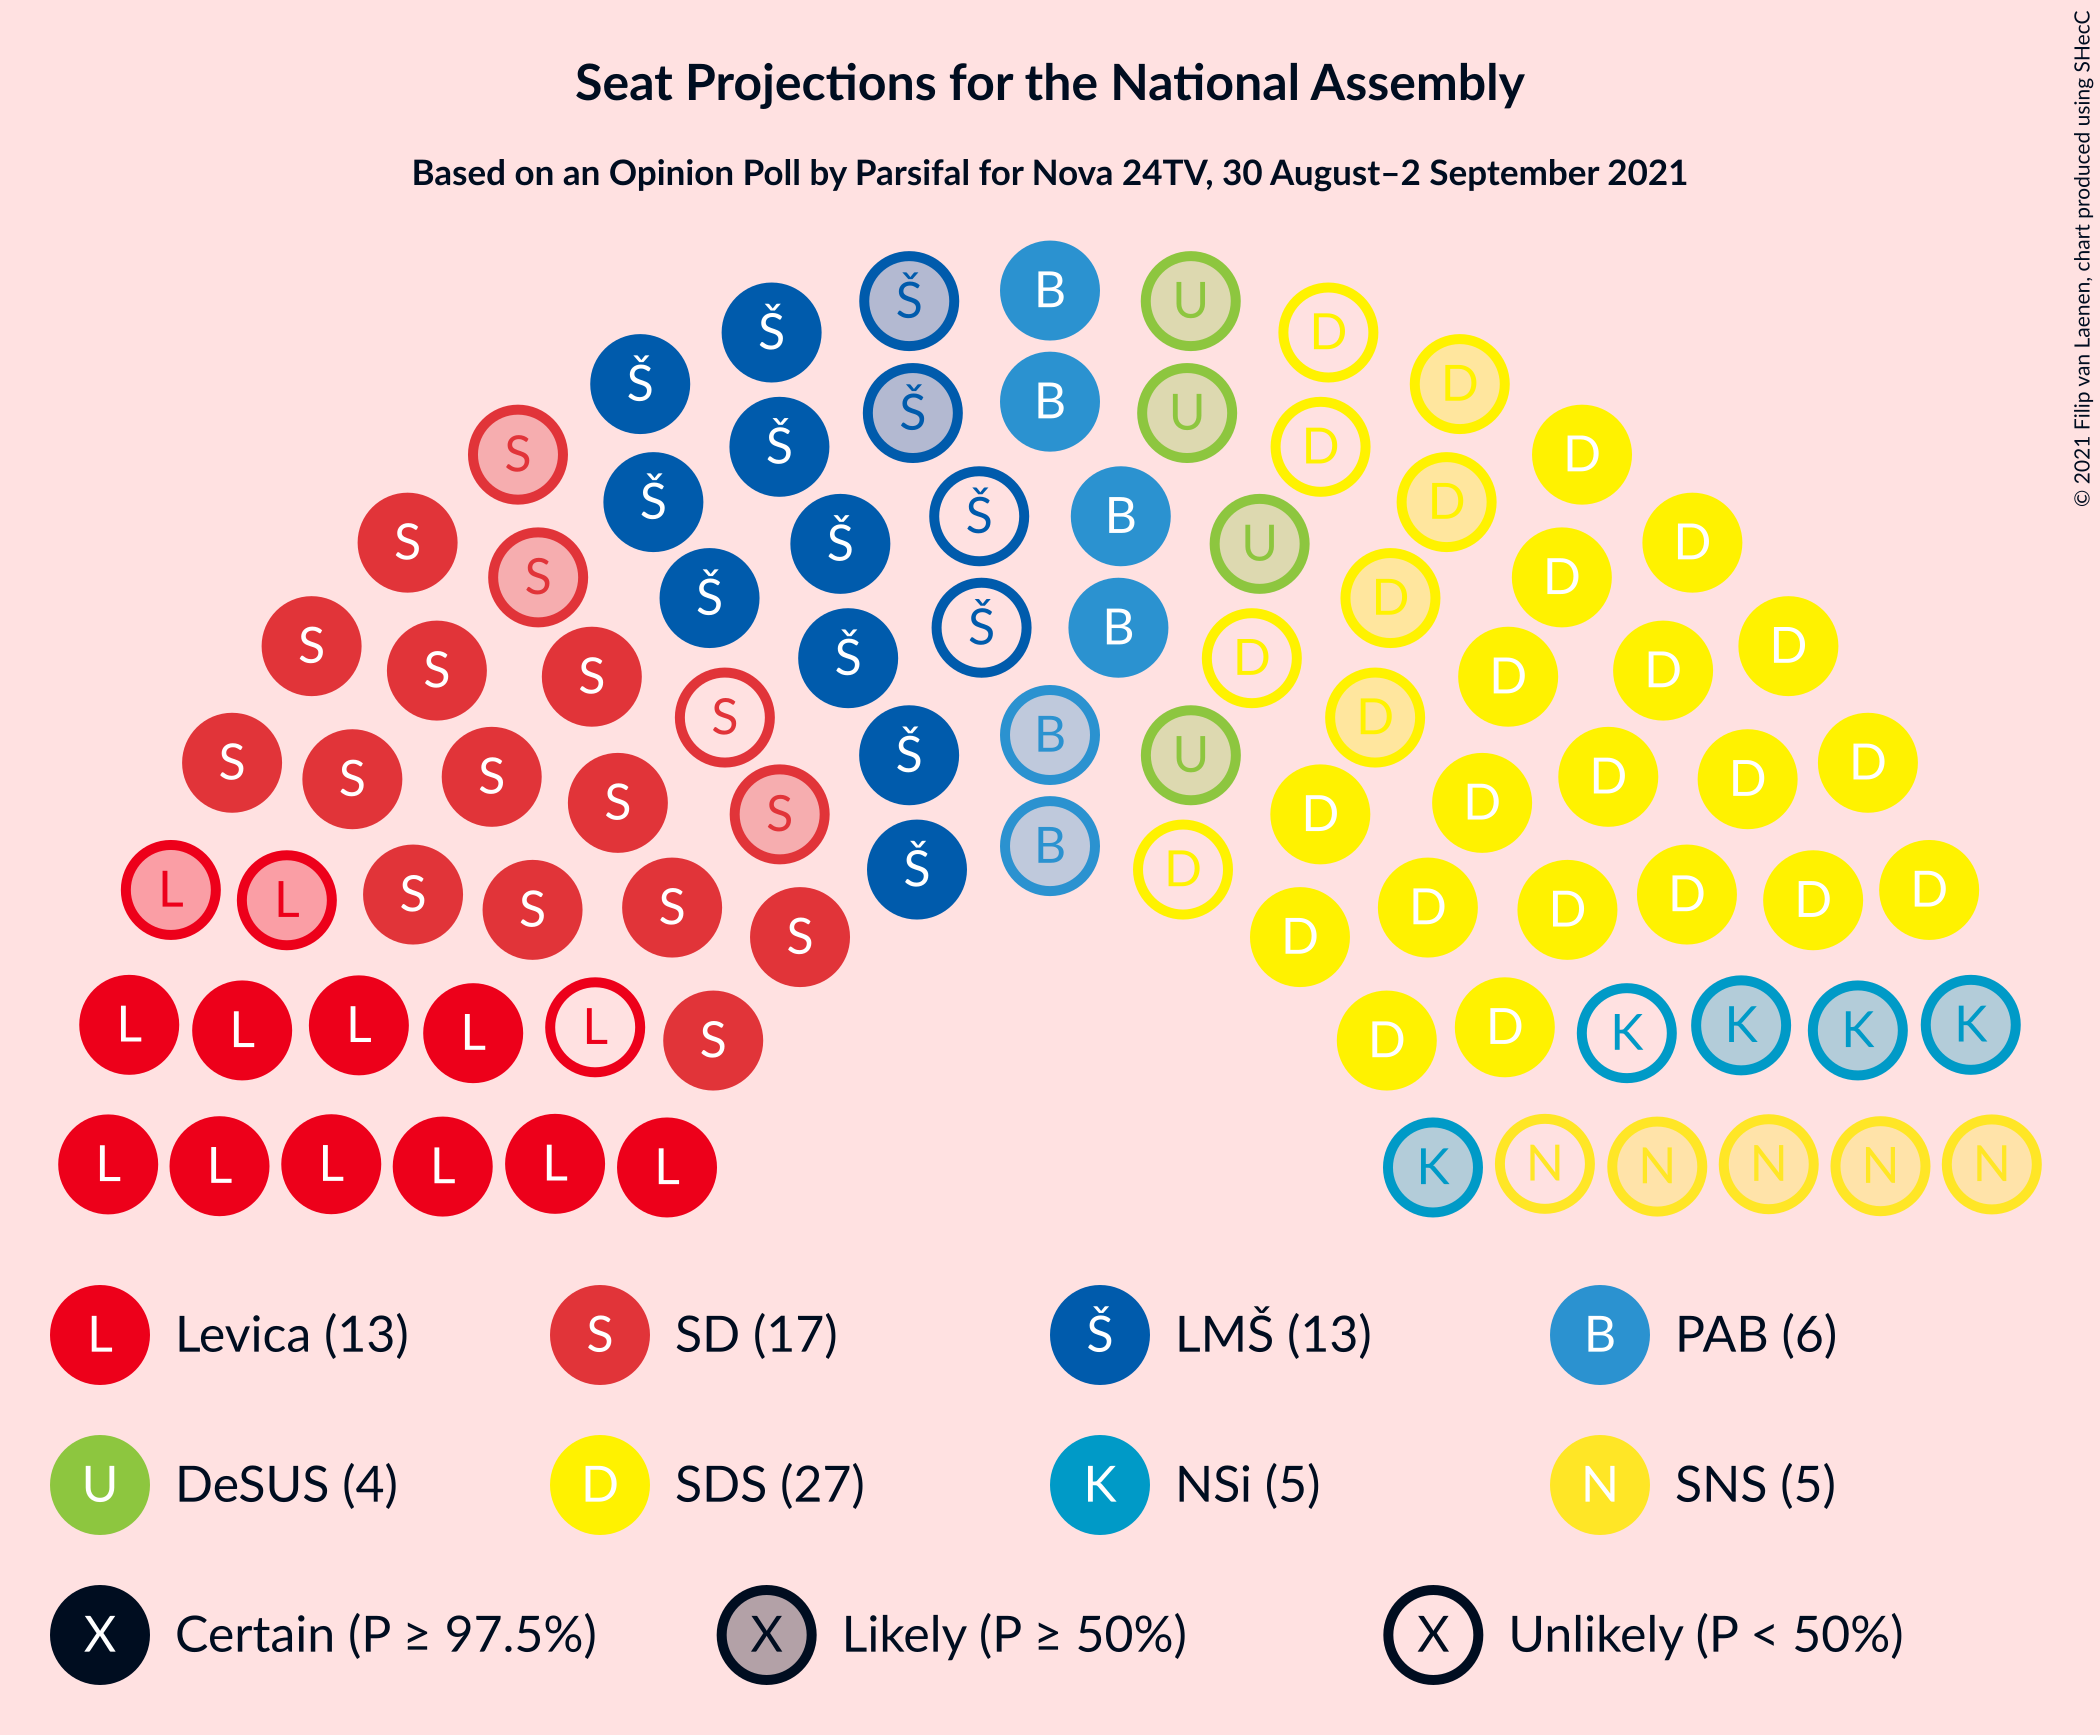 Seat Projections for the National Assembly
Based on an Opinion Poll by Parsifal for Nova 24TV, 30 August–2 September 2021
© 2021 Filip van Laenen, chart produced using SHecC
Š B U
Š Š D D
S Š Š B U D D
S Š Š D D
S Š Š Š B U D D
S S Š Š B D D D
S S S S Š B U D D D D
S S S S S B D D D D D
L L S S S S Š D D D D D D D
L L L L L S D D K K K K
L L L L L L K N N N N N
L Levica (13) S SD (17) Š LMŠ (13) B PAB (6)
U DeSUS (4) D SDS (27) K NSi (5) N SNS (5)
X Certain (P ≥ 97.5%) X Likely (P ≥ 50%) X Unlikely (P < 50%)